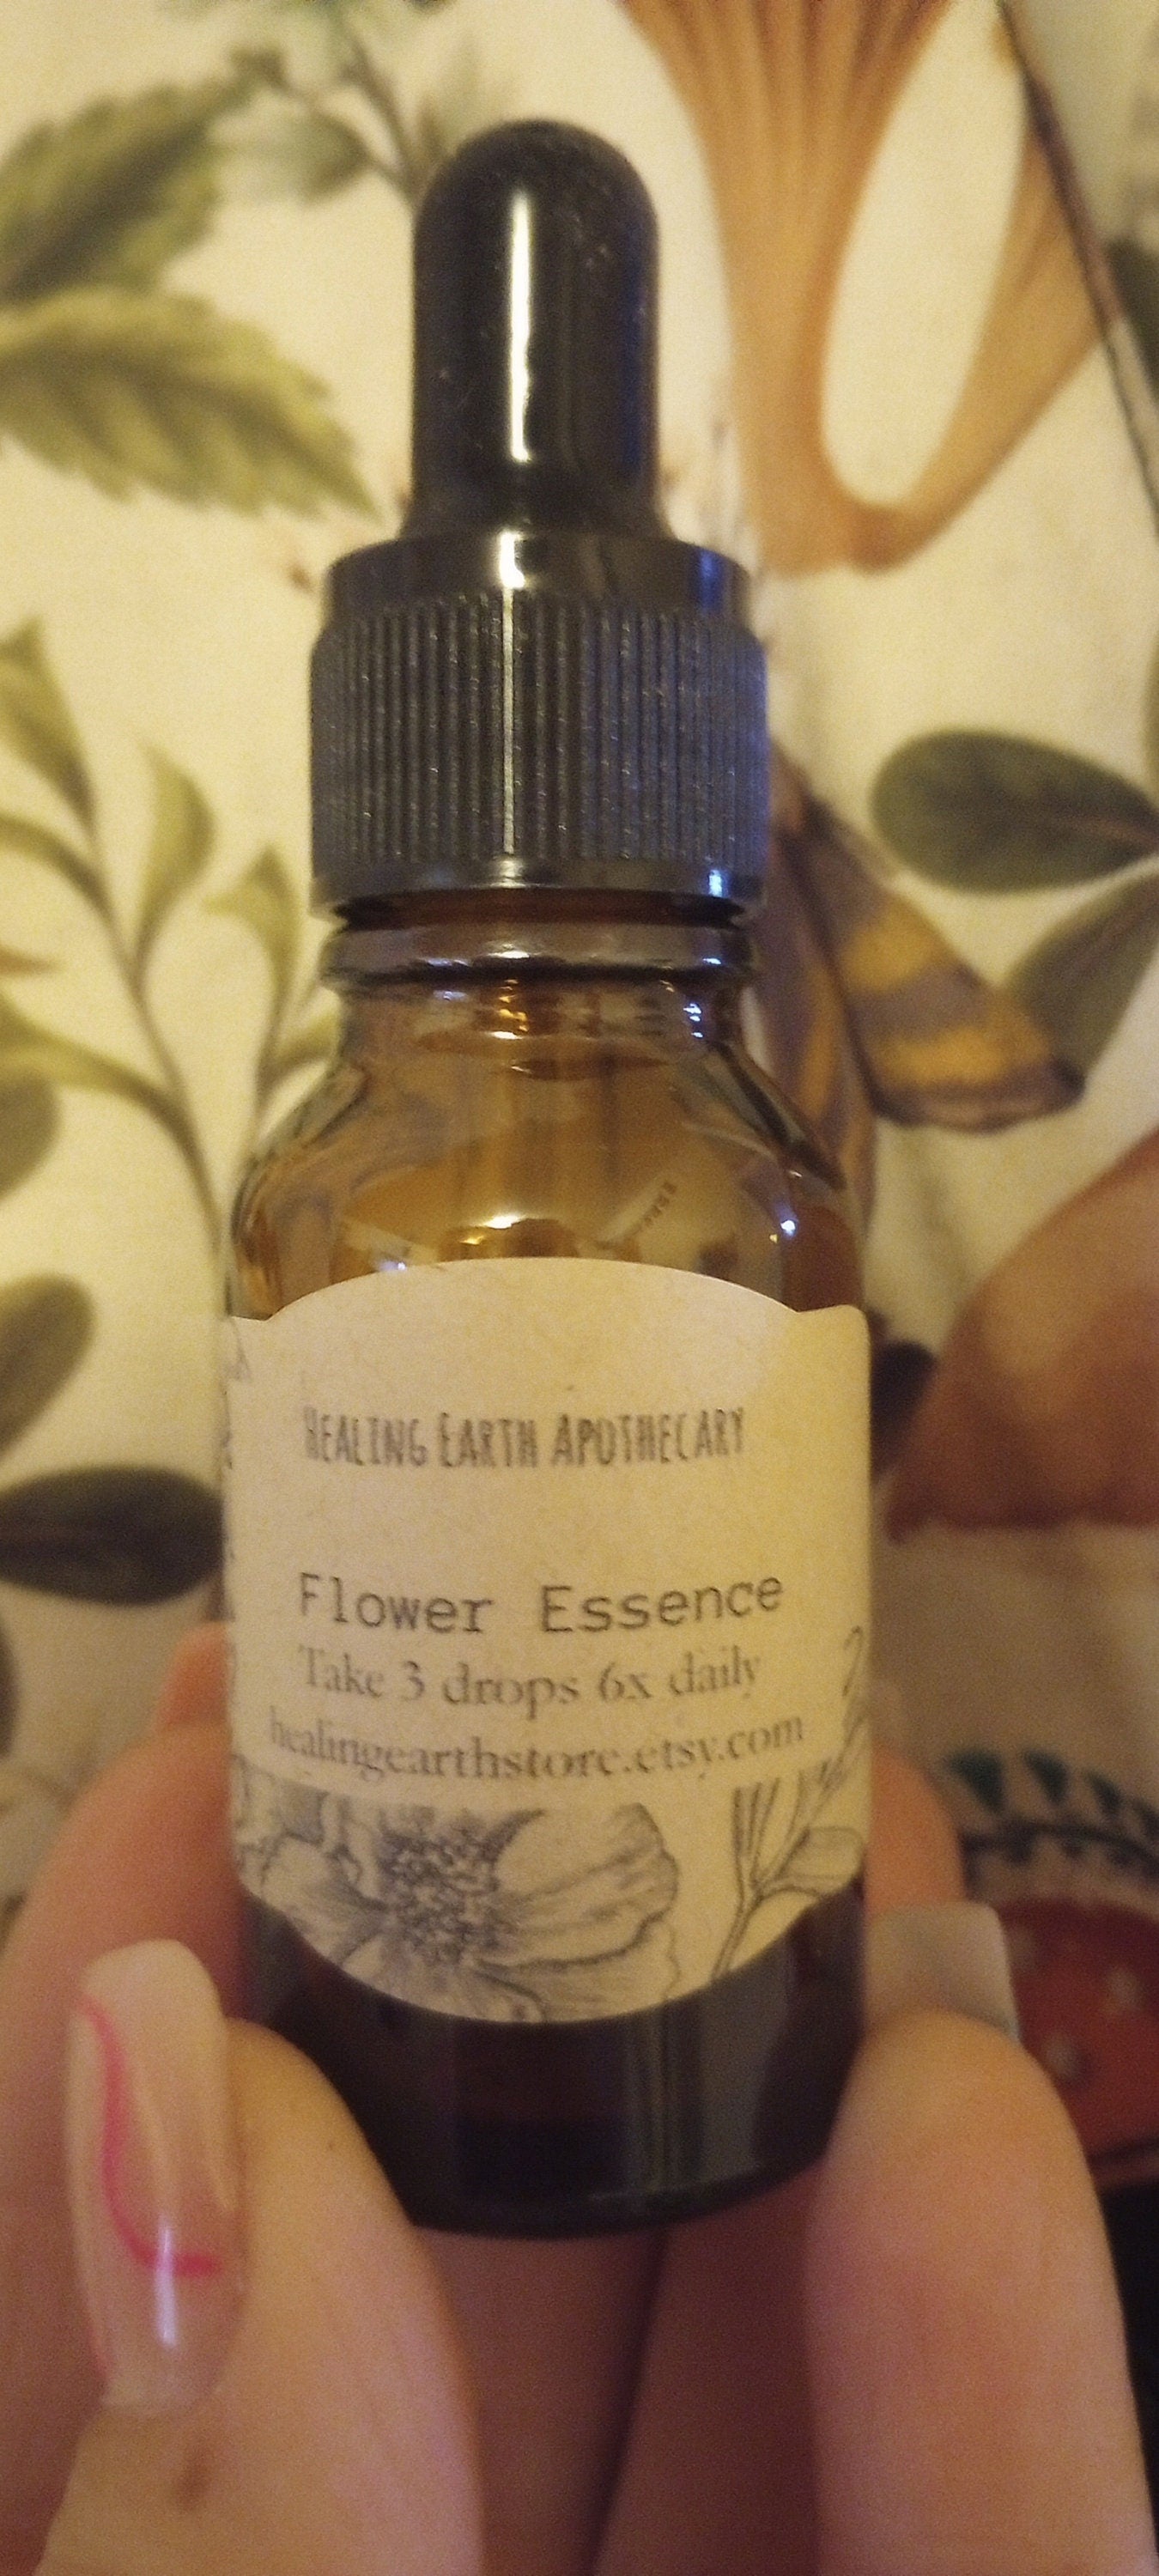 Healing Earth Apothecary
Flower Essence
Take 3 drops 6x daily
healingearthstore.etsy.com